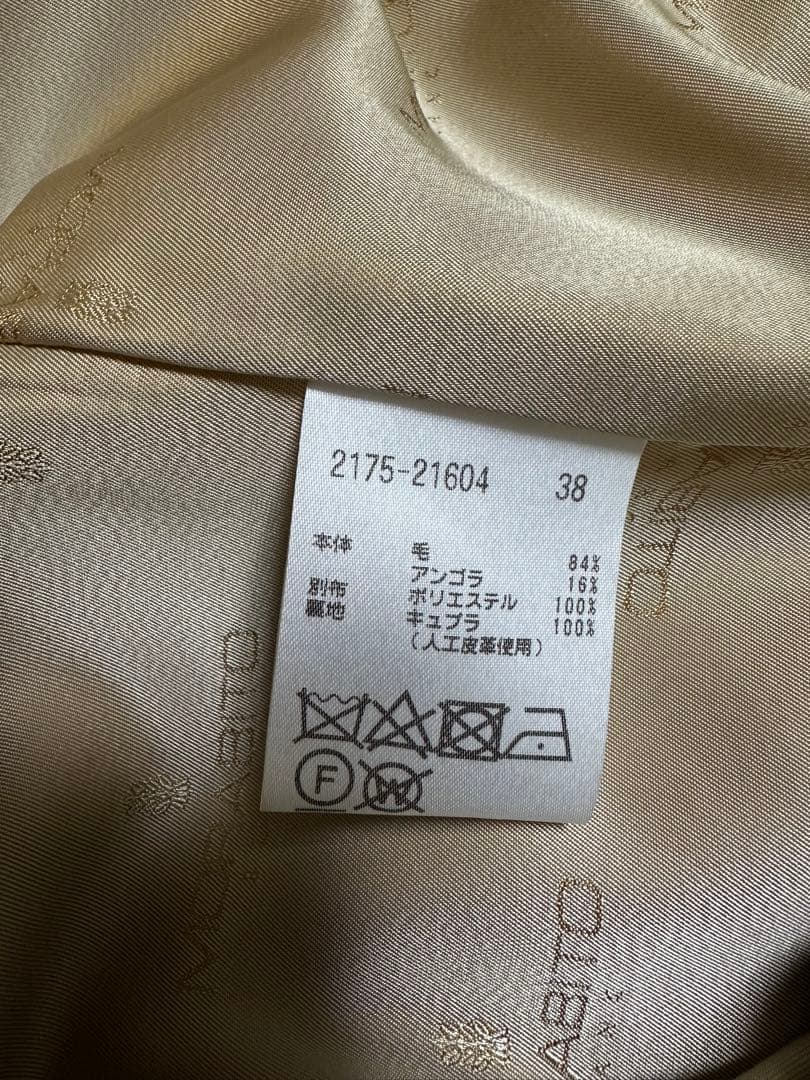 2175-21604 38
本体 毛 84%
アンゴラ 16%
別布 ポリエステル 100%
裏地 キュプラ 100%
(人工皮革使用)
F
W
ABITO